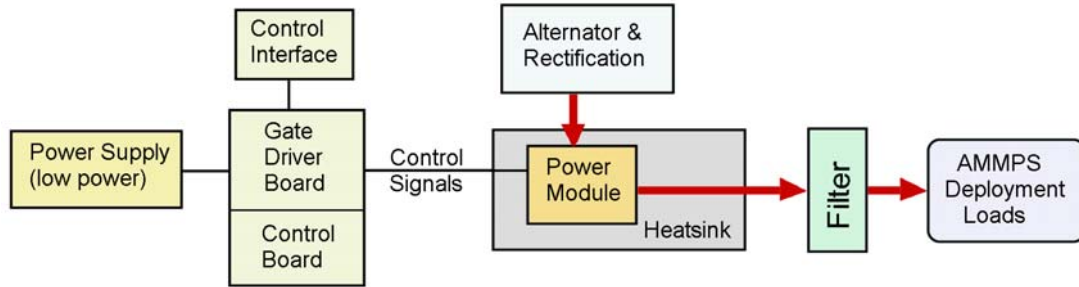 Control
Interface
Alternator &
Rectification
Power Supply
(low power)
Gate
Driver
Board
Control
Signals
Power
Module
Heatsink
Filter
AMMPS
Deployment
Loads
Control
Board